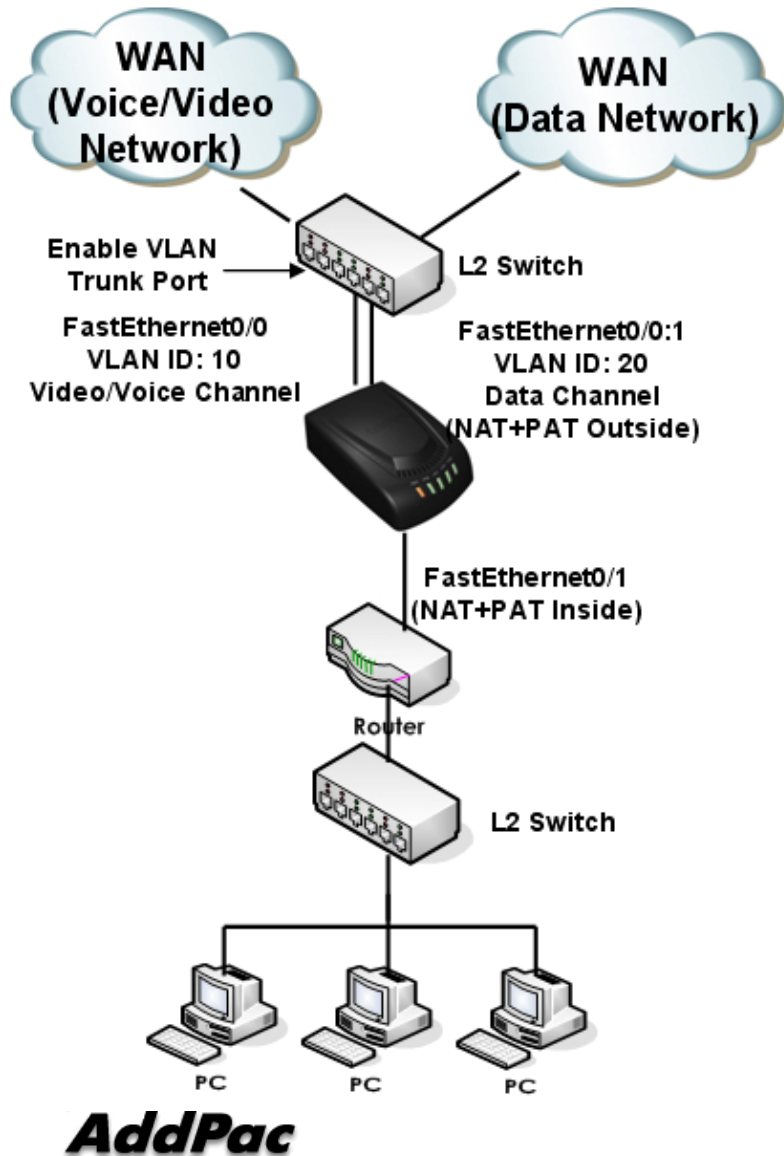 WAN
(Voice/Video
Network)
WAN
(Data Network)
Enable VLAN
Trunk Port
L2 Switch
FastEthernet0/0
VLAN ID: 10
Video/Voice Channel
FastEthernet0/0:1
VLAN ID: 20
Data Channel
(NAT+PAT Outside)
FastEthernet0/1
(NAT+PAT Inside)
Router
L2 Switch
PC
PC
PC
AddPac